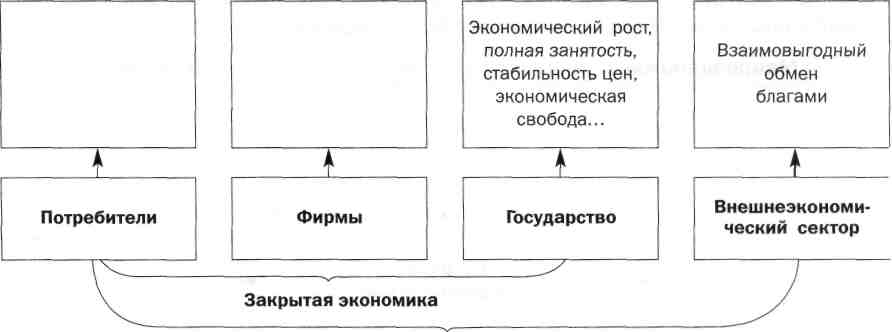 Экономический рост,
полная занятость,
стабильность цен,
экономическая
свобода...
Взаимовыгодный
обмен
благами
Потребители
Фирмы
Государство
Внешнеэкономи-
ческий сектор
Закрытая экономика